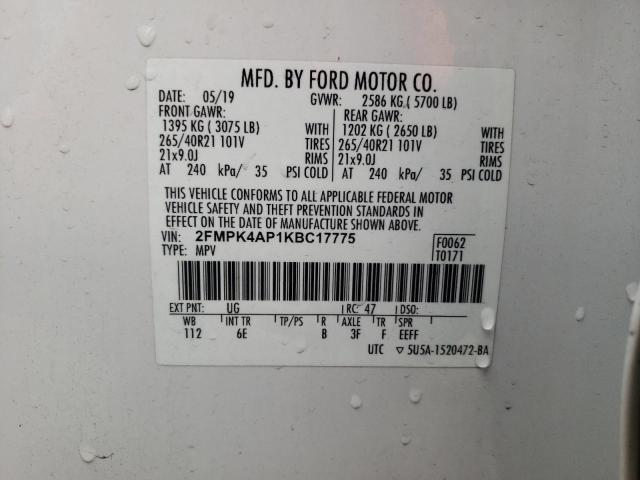 MFD. BY FORD MOTOR CO.
DATE: 05/19 GVWR: 2586 KG ( 5700 LB)
FRONT GAWR: REAR GAWR:
1395 KG ( 3075 LB) WITH 1202 KG ( 2650 LB) WITH
265/40R21 101V TIRES 265/40R21 101V TIRES
21x9.0J RIMS 21x9.0J RIMS
AT 240 kPa/ 35 PSI COLD AT 240 kPa/ 35 PSI COLD
THIS VEHICLE CONFORMS TO ALL APPLICABLE FEDERAL MOTOR
VEHICLE SAFETY AND THEFT PREVENTION STANDARDS IN
EFFECT ON THE DATE OF MANUFACTURE SHOWN ABOVE.
VIN: 2FMPK4AP1KBC17775 F0062
TYPE: MPV T0171
EXT PNT: UG RC: 47 DSO:
WB INT TR TP/PS R AXLE TR SPR
112 6E B 3F F EEFF
UTC ▽ 5U5A-1520472-BA